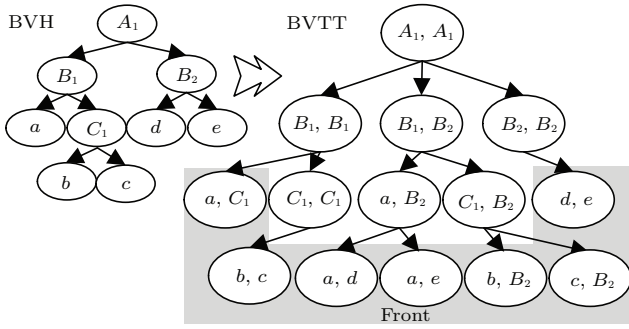 BVH
BVTT
A₁
A₁, A₁
B₁
B₂
B₁, B₁
B₁, B₂
B₂, B₂
a
C₁
d
e
b
c
a, C₁
C₁, C₁
a, B₂
C₁, B₂
d, e
b, c
a, d
a, e
b, B₂
c, B₂
Front